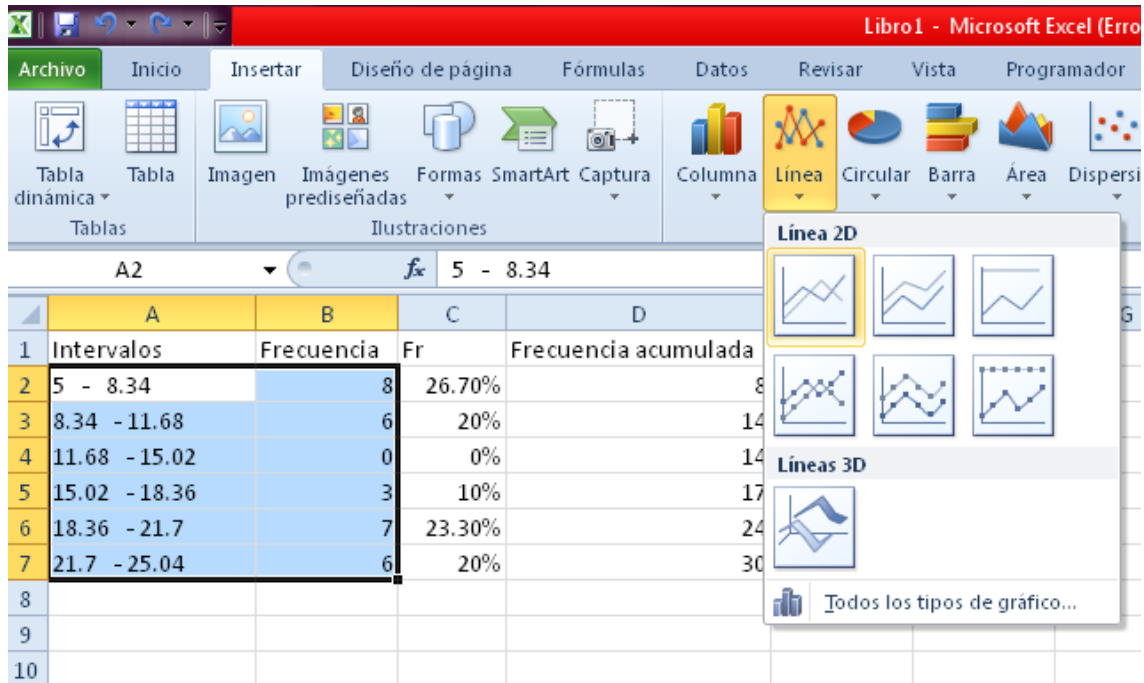 Libro1 - Microsoft Excel (Erro
Archivo Inicio Insertar Diseño de página Fórmulas Datos Revisar Vista Programador
Tabla dinámica
Tabla
Imagen
Imágenes prediseñadas
Formas
SmartArt
Captura
Columna
Línea
Circular
Barra
Área
Dispersi
Tablas
Ilustraciones
A2 fx 5 - 8.34
Línea 2D
Líneas 3D
Todos los tipos de gráfico...
A B C D G
1 Intervalos Frecuencia Fr Frecuencia acumulada
2 5 - 8.34 8 26.70% 8
3 8.34 - 11.68 6 20% 14
4 11.68 - 15.02 0 0% 14
5 15.02 - 18.36 3 10% 17
6 18.36 - 21.7 7 23.30% 24
7 21.7 - 25.04 6 20% 30
8
9
10